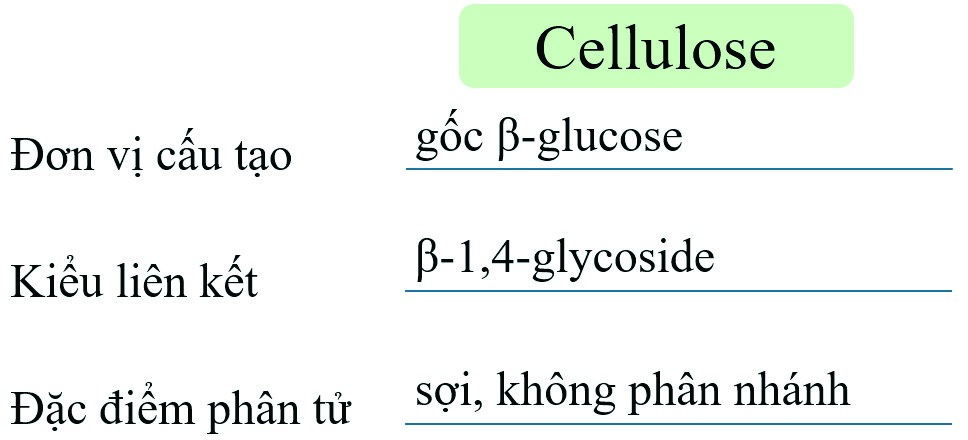 Cellulose
Đơn vị cấu tạo gốc β-glucose
Kiểu liên kết β-1,4-glycoside
Đặc điểm phân tử sợi, không phân nhánh